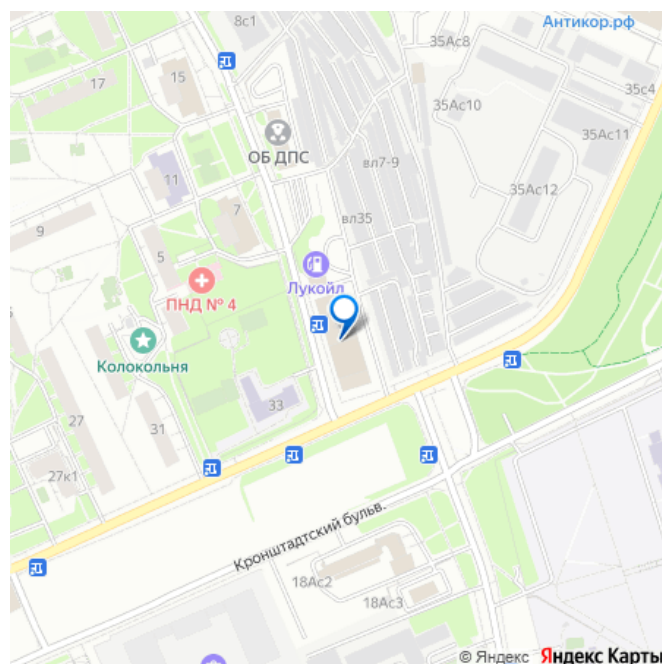 8с1
35Ас8
Антикор.рф
15
17
35Ас10
35с4
35Ас11
ОБ ДПС
вл7-9
11
35Ас12
7
вл35
9
5
Лукойл
ПНД № 4
Колокольня
33
27
31
27к1
Кронштадтский бульв.
18Ас2
18Ас3
© Яндекс Яндекс Карты